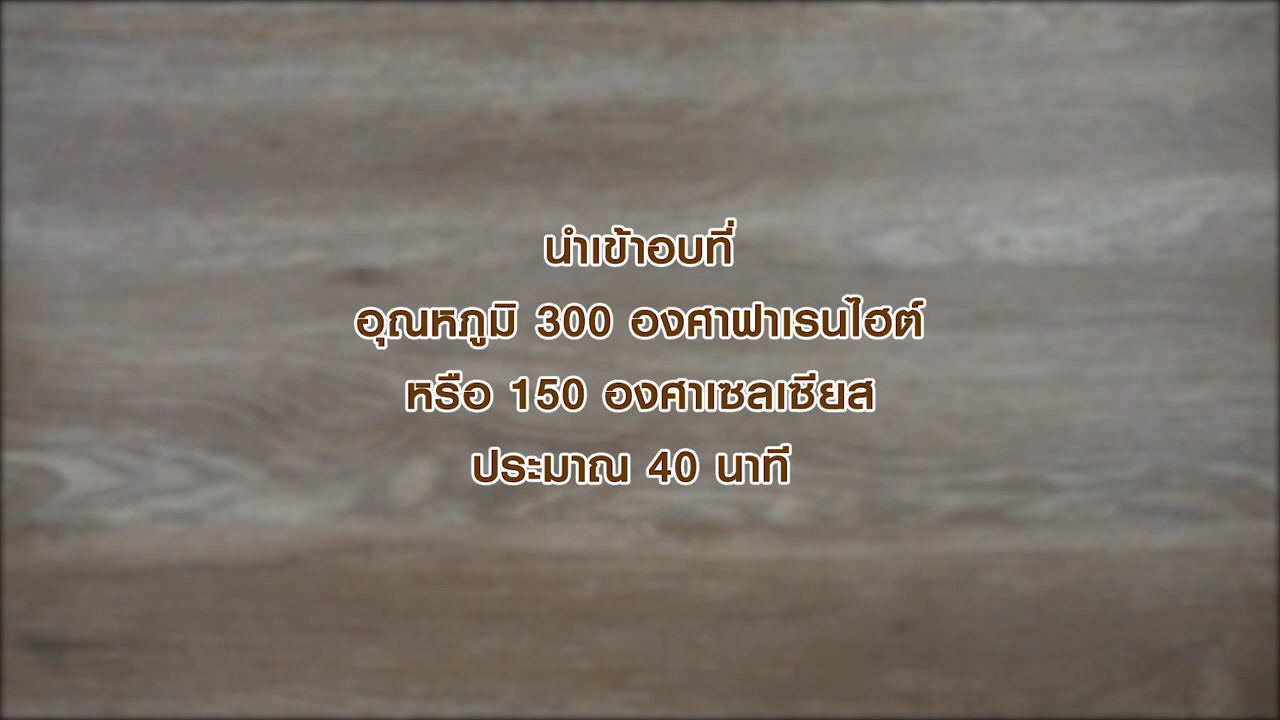 นำเข้าอบที่
อุณหภูมิ 300 องศาฟาเรนไฮต์
หรือ 150 องศาเซลเซียส
ประมาณ 40 นาที